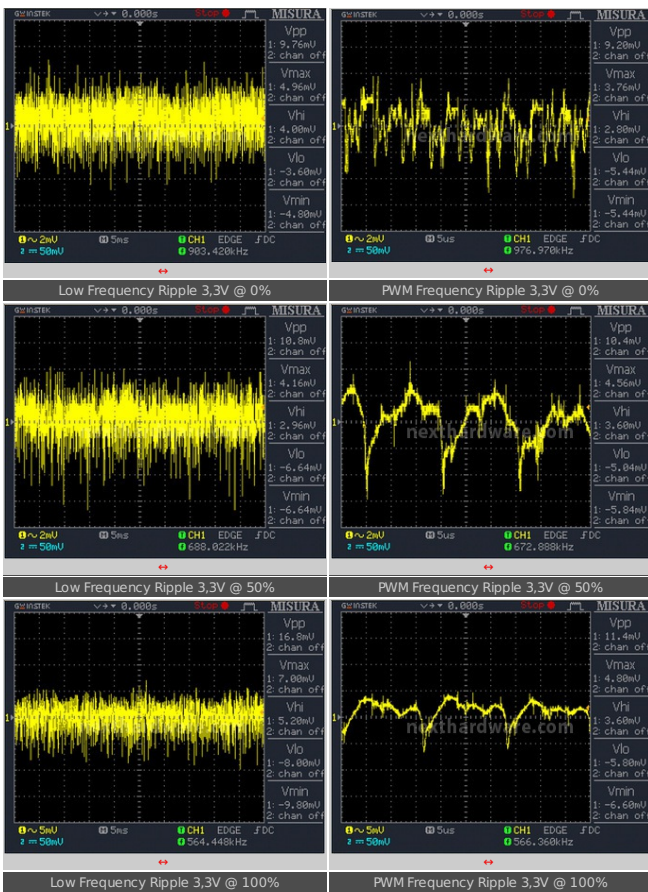 GW INSTEK 0.000s Stop MISURA
Vpp
1: 9.76mV
2: chan off
Vmax
1: 4.96mV
2: chan off
Vhi
1: 4.00mV
2: chan off
Vlo
1: -3.60mV
2: chan off
Vmin
1: -4.80mV
2: chan off
1
1 ~ 2mV M 5ms T CH1 EDGE DC
2 50mV F 903.420kHz
GW INSTEK 0.000s Stop MISURA
Vpp
1: 9.20mV
2: chan off
Vmax
1: 3.76mV
2: chan off
Vhi
1: 2.80mV
2: chan off
Vlo
1: -5.44mV
2: chan off
Vmin
1: -5.44mV
2: chan off
1
nexthardware.com
1 ~ 2mV M 5us T CH1 EDGE DC
2 50mV F 976.970kHz
Low Frequency Ripple 3,3V @ 0%
PWM Frequency Ripple 3,3V @ 0%
GW INSTEK 0.000s Stop MISURA
Vpp
1: 10.8mV
2: chan off
Vmax
1: 4.16mV
2: chan off
Vhi
1: 2.96mV
2: chan off
Vlo
1: -6.64mV
2: chan off
Vmin
1: -6.64mV
2: chan off
1
1 ~ 2mV M 5ms T CH1 EDGE DC
2 50mV F 688.022kHz
GW INSTEK 0.000s Stop MISURA
Vpp
1: 10.4mV
2: chan off
Vmax
1: 4.56mV
2: chan off
Vhi
1: 3.60mV
2: chan off
Vlo
1: -5.04mV
2: chan off
Vmin
1: -5.84mV
2: chan off
1
nexthardware.com
1 ~ 2mV M 5us T CH1 EDGE DC
2 50mV F 672.888kHz
Low Frequency Ripple 3,3V @ 50%
PWM Frequency Ripple 3,3V @ 50%
GW INSTEK 0.000s Stop MISURA
Vpp
1: 16.8mV
2: chan off
Vmax
1: 7.00mV
2: chan off
Vhi
1: 5.20mV
2: chan off
Vlo
1: -8.00mV
2: chan off
Vmin
1: -9.80mV
2: chan off
1
1 ~ 5mV M 5ms T CH1 EDGE DC
2 50mV F 564.448kHz
GW INSTEK 0.000s Stop MISURA
Vpp
1: 11.4mV
2: chan off
Vmax
1: 4.80mV
2: chan off
Vhi
1: 3.60mV
2: chan off
Vlo
1: -5.80mV
2: chan off
Vmin
1: -6.60mV
2: chan off
1
nexthardware.com
1 ~ 5mV M 5us T CH1 EDGE DC
2 50mV F 566.360kHz
Low Frequency Ripple 3,3V @ 100%
PWM Frequency Ripple 3,3V @ 100%